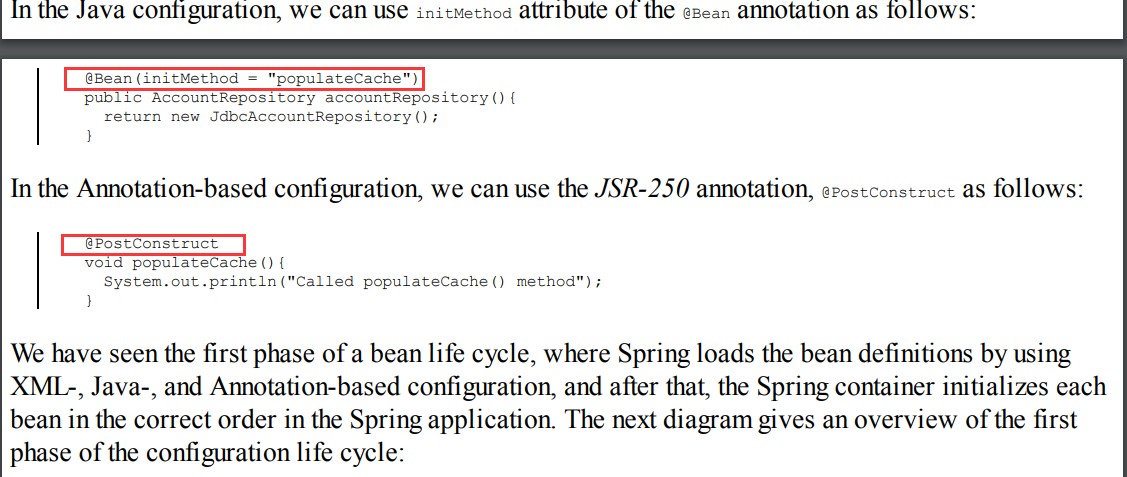 In the Java configuration, we can use initMethod attribute of the @Bean annotation as follows:
@Bean(initMethod = "populateCache")
public AccountRepository accountRepository(){
return new JdbcAccountRepository();
}
In the Annotation-based configuration, we can use the JSR-250 annotation, @PostConstruct as follows:
@PostConstruct
void populateCache(){
System.out.println("Called populateCache() method");
}
We have seen the first phase of a bean life cycle, where Spring loads the bean definitions by using
XML-, Java-, and Annotation-based configuration, and after that, the Spring container initializes each
bean in the correct order in the Spring application. The next diagram gives an overview of the first
phase of the configuration life cycle: